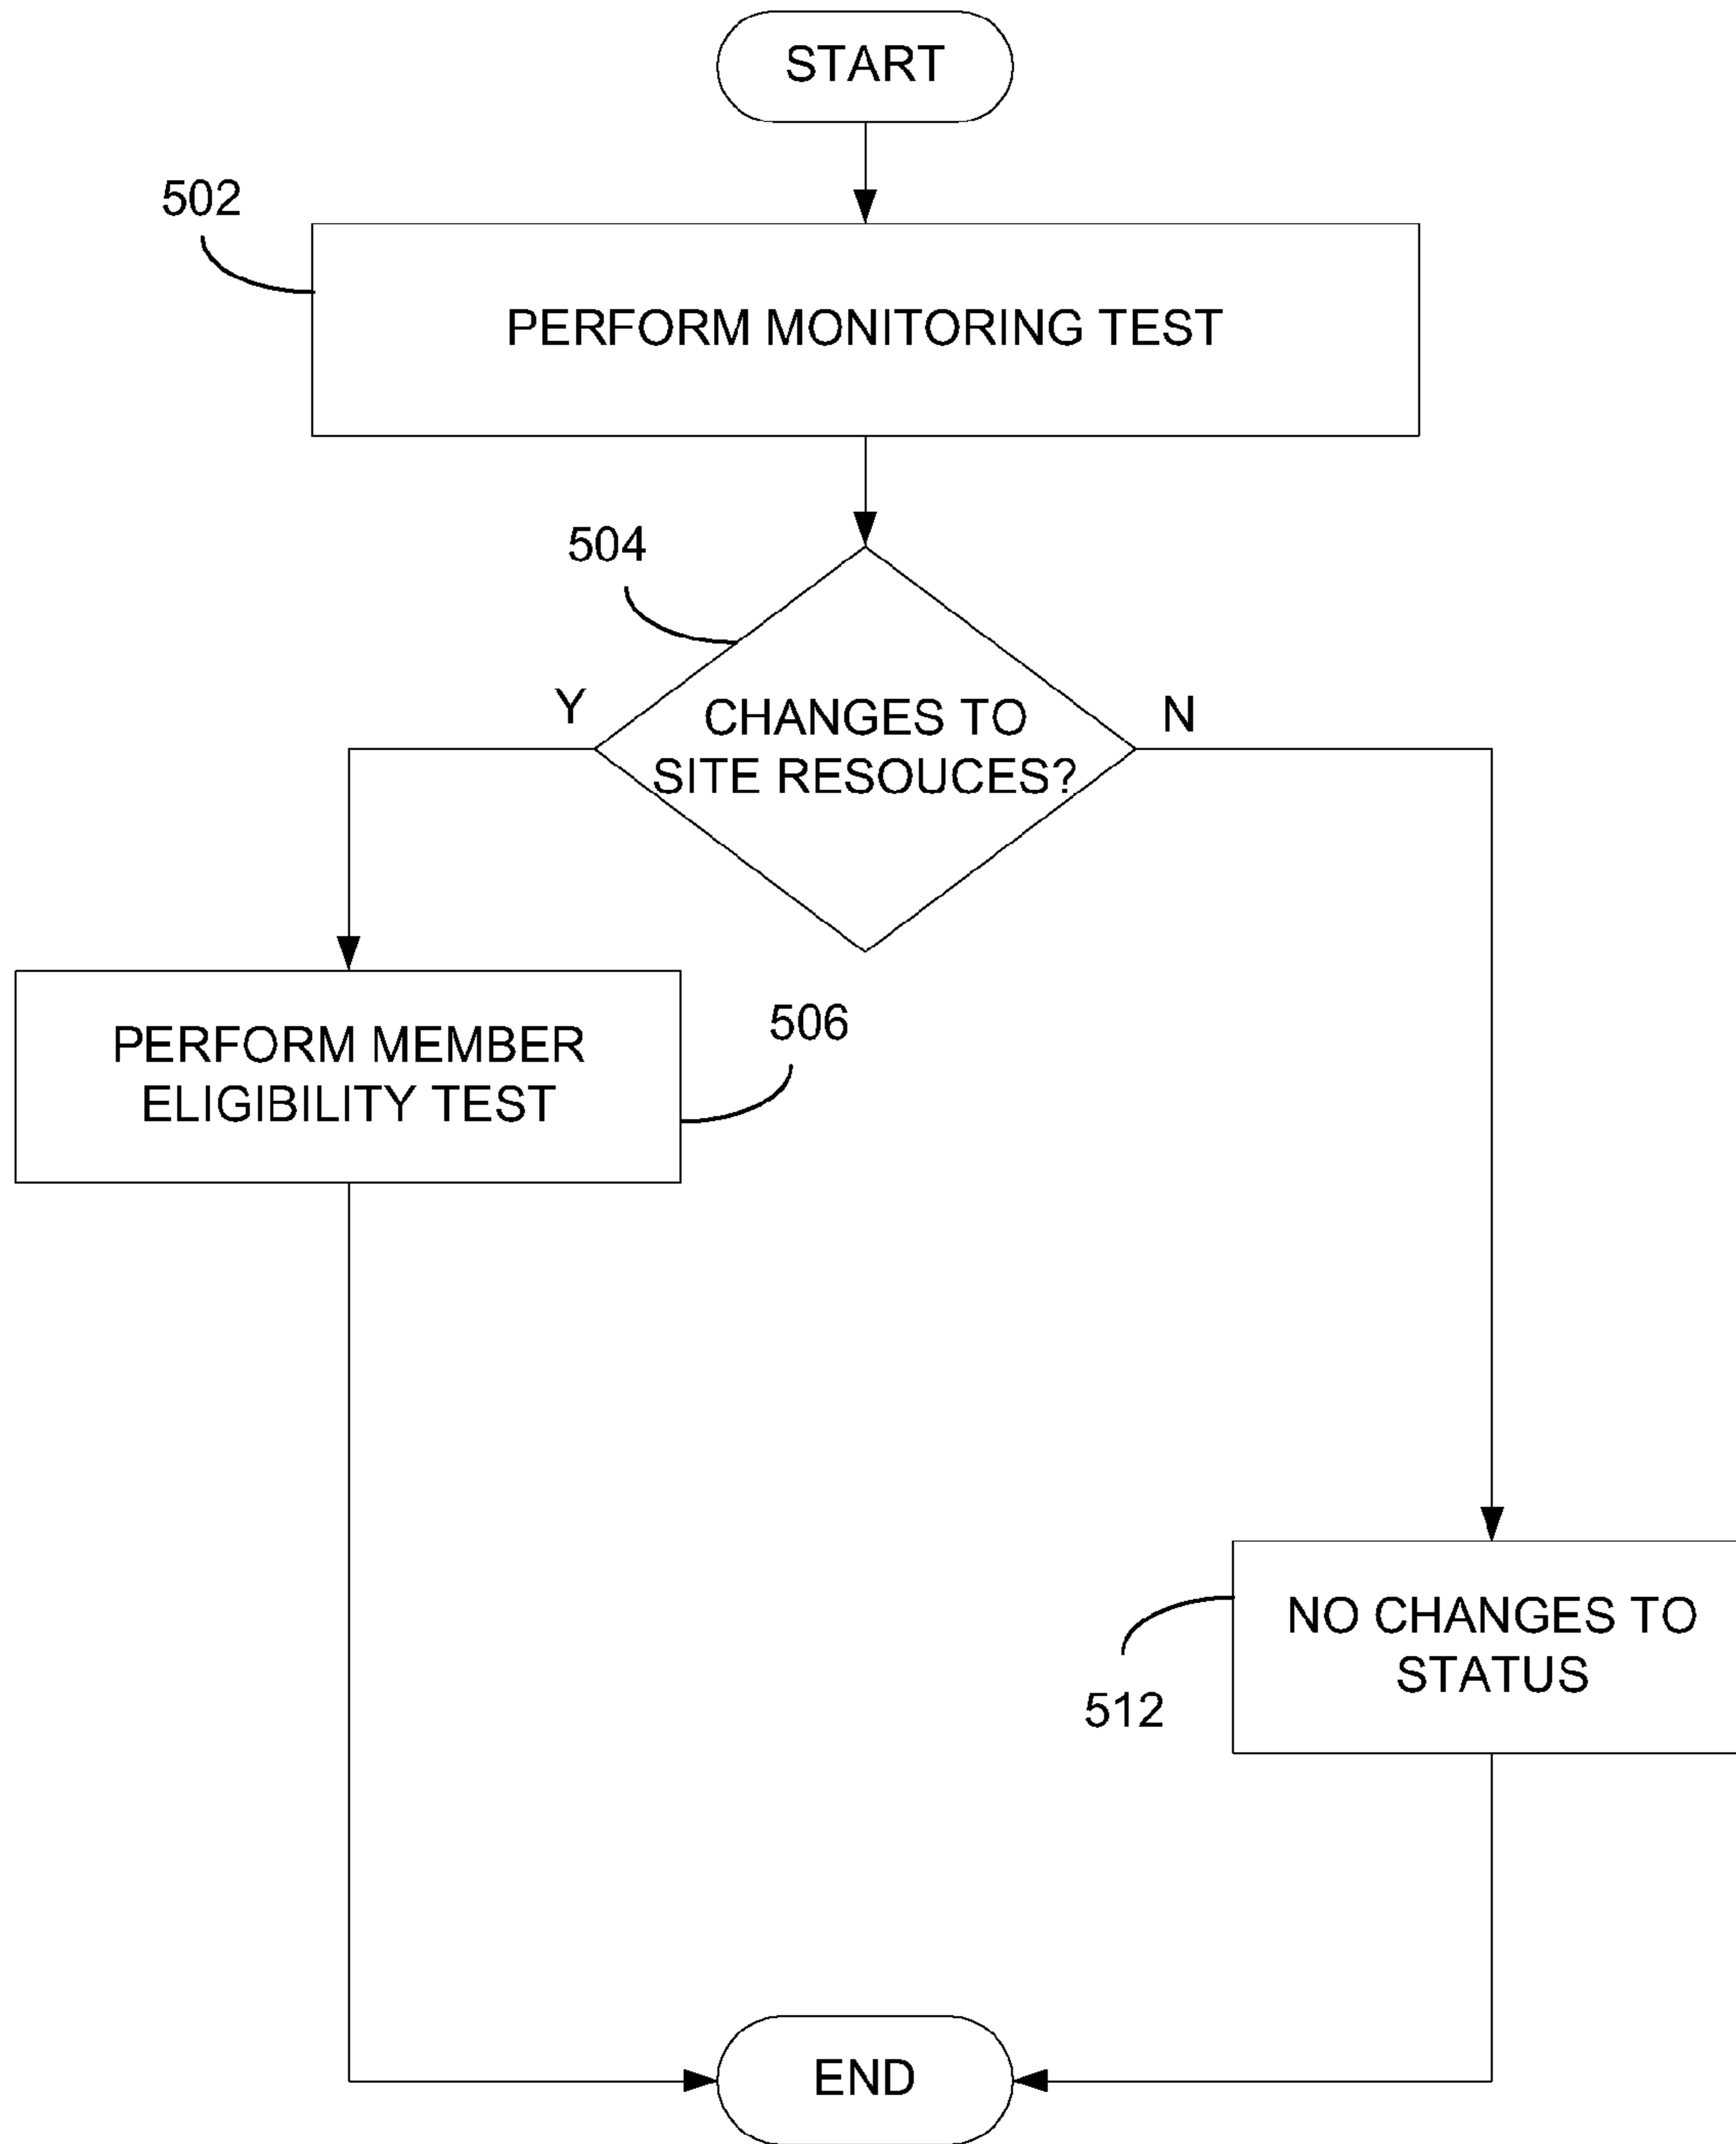 START
502
PERFORM MONITORING TEST
504
Y
CHANGES TO
SITE RESOUCES?
N
PERFORM MEMBER
ELIGIBILITY TEST
506
NO CHANGES TO
STATUS
512
END